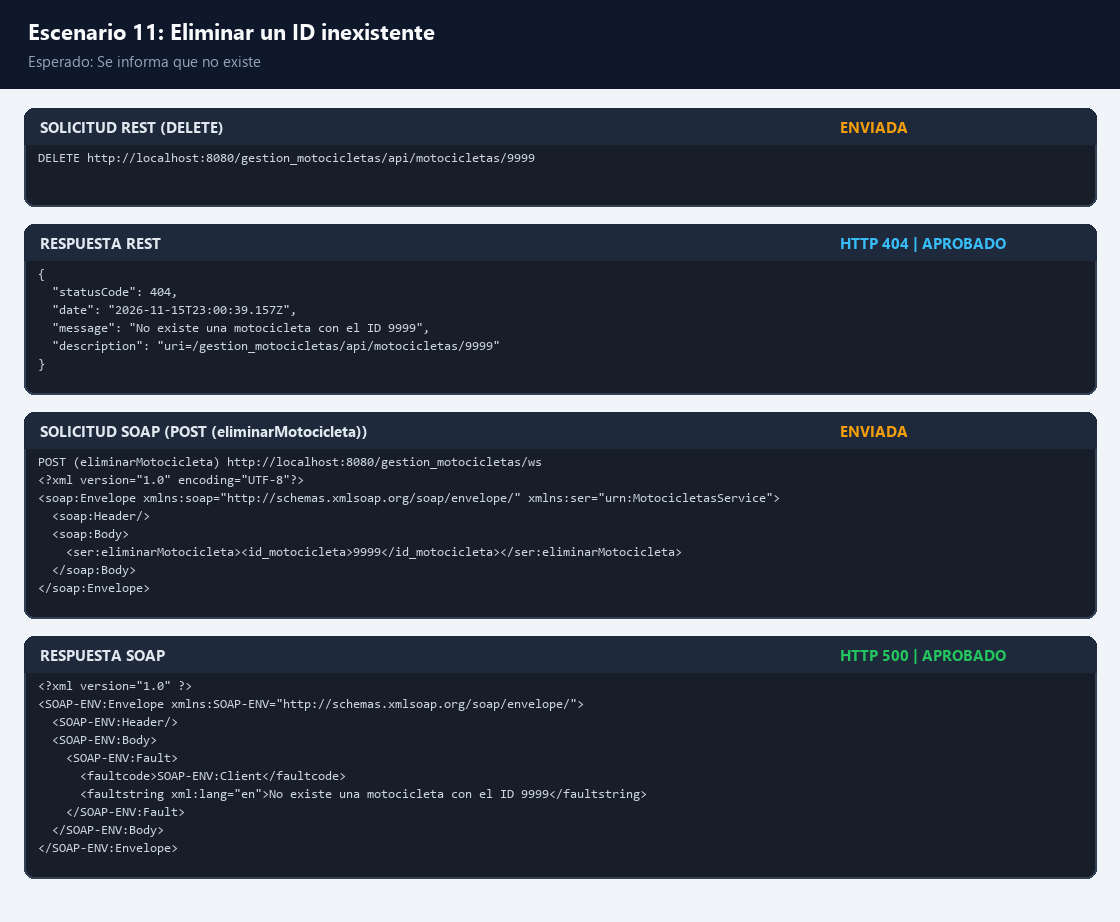 Escenario 11: Eliminar un ID inexistente
Esperado: Se informa que no existe
SOLICITUD REST (DELETE) ENVIADA
DELETE http://localhost:8080/gestion_motocicletas/api/motocicletas/9999
RESPUESTA REST HTTP 404 | APROBADO
{
  "statusCode": 404,
  "date": "2026-11-15T23:00:39.157Z",
  "message": "No existe una motocicleta con el ID 9999",
  "description": "uri=/gestion_motocicletas/api/motocicletas/9999"
}
SOLICITUD SOAP (POST (eliminarMotocicleta)) ENVIADA
POST (eliminarMotocicleta) http://localhost:8080/gestion_motocicletas/ws
<?xml version="1.0" encoding="UTF-8"?>
<soap:Envelope xmlns:soap="http://schemas.xmlsoap.org/soap/envelope/" xmlns:ser="urn:MotocicletasService">
  <soap:Header/>
  <soap:Body>
    <ser:eliminarMotocicleta><id_motocicleta>9999</id_motocicleta></ser:eliminarMotocicleta>
  </soap:Body>
</soap:Envelope>
RESPUESTA SOAP HTTP 500 | APROBADO
<?xml version="1.0" ?>
<SOAP-ENV:Envelope xmlns:SOAP-ENV="http://schemas.xmlsoap.org/soap/envelope/">
  <SOAP-ENV:Header/>
  <SOAP-ENV:Body>
    <SOAP-ENV:Fault>
      <faultcode>SOAP-ENV:Client</faultcode>
      <faultstring xml:lang="en">No existe una motocicleta con el ID 9999</faultstring>
    </SOAP-ENV:Fault>
  </SOAP-ENV:Body>
</SOAP-ENV:Envelope>